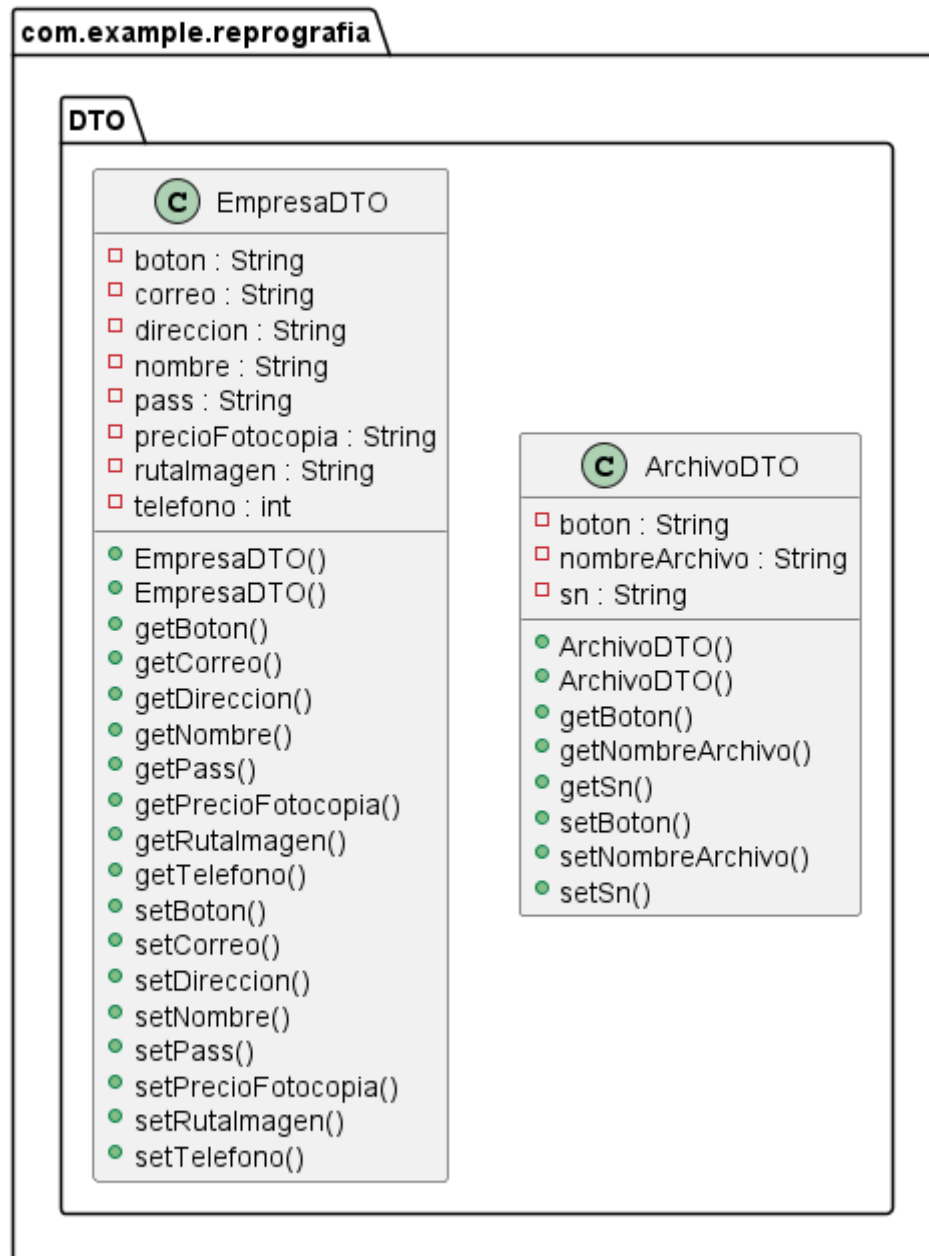 com.example.reprografia
DTO
C EmpresaDTO
boton : String
correo : String
direccion : String
nombre : String
pass : String
precioFotocopia : String
rutaImagen : String
telefono : int
EmpresaDTO()
EmpresaDTO()
getBoton()
getCorreo()
getDireccion()
getNombre()
getPass()
getPrecioFotocopia()
getRutaImagen()
getTelefono()
setBoton()
setCorreo()
setDireccion()
setNombre()
setPass()
setPrecioFotocopia()
setRutaImagen()
setTelefono()
C ArchivoDTO
boton : String
nombreArchivo : String
sn : String
ArchivoDTO()
ArchivoDTO()
getBoton()
getNombreArchivo()
getSn()
setBoton()
setNombreArchivo()
setSn()